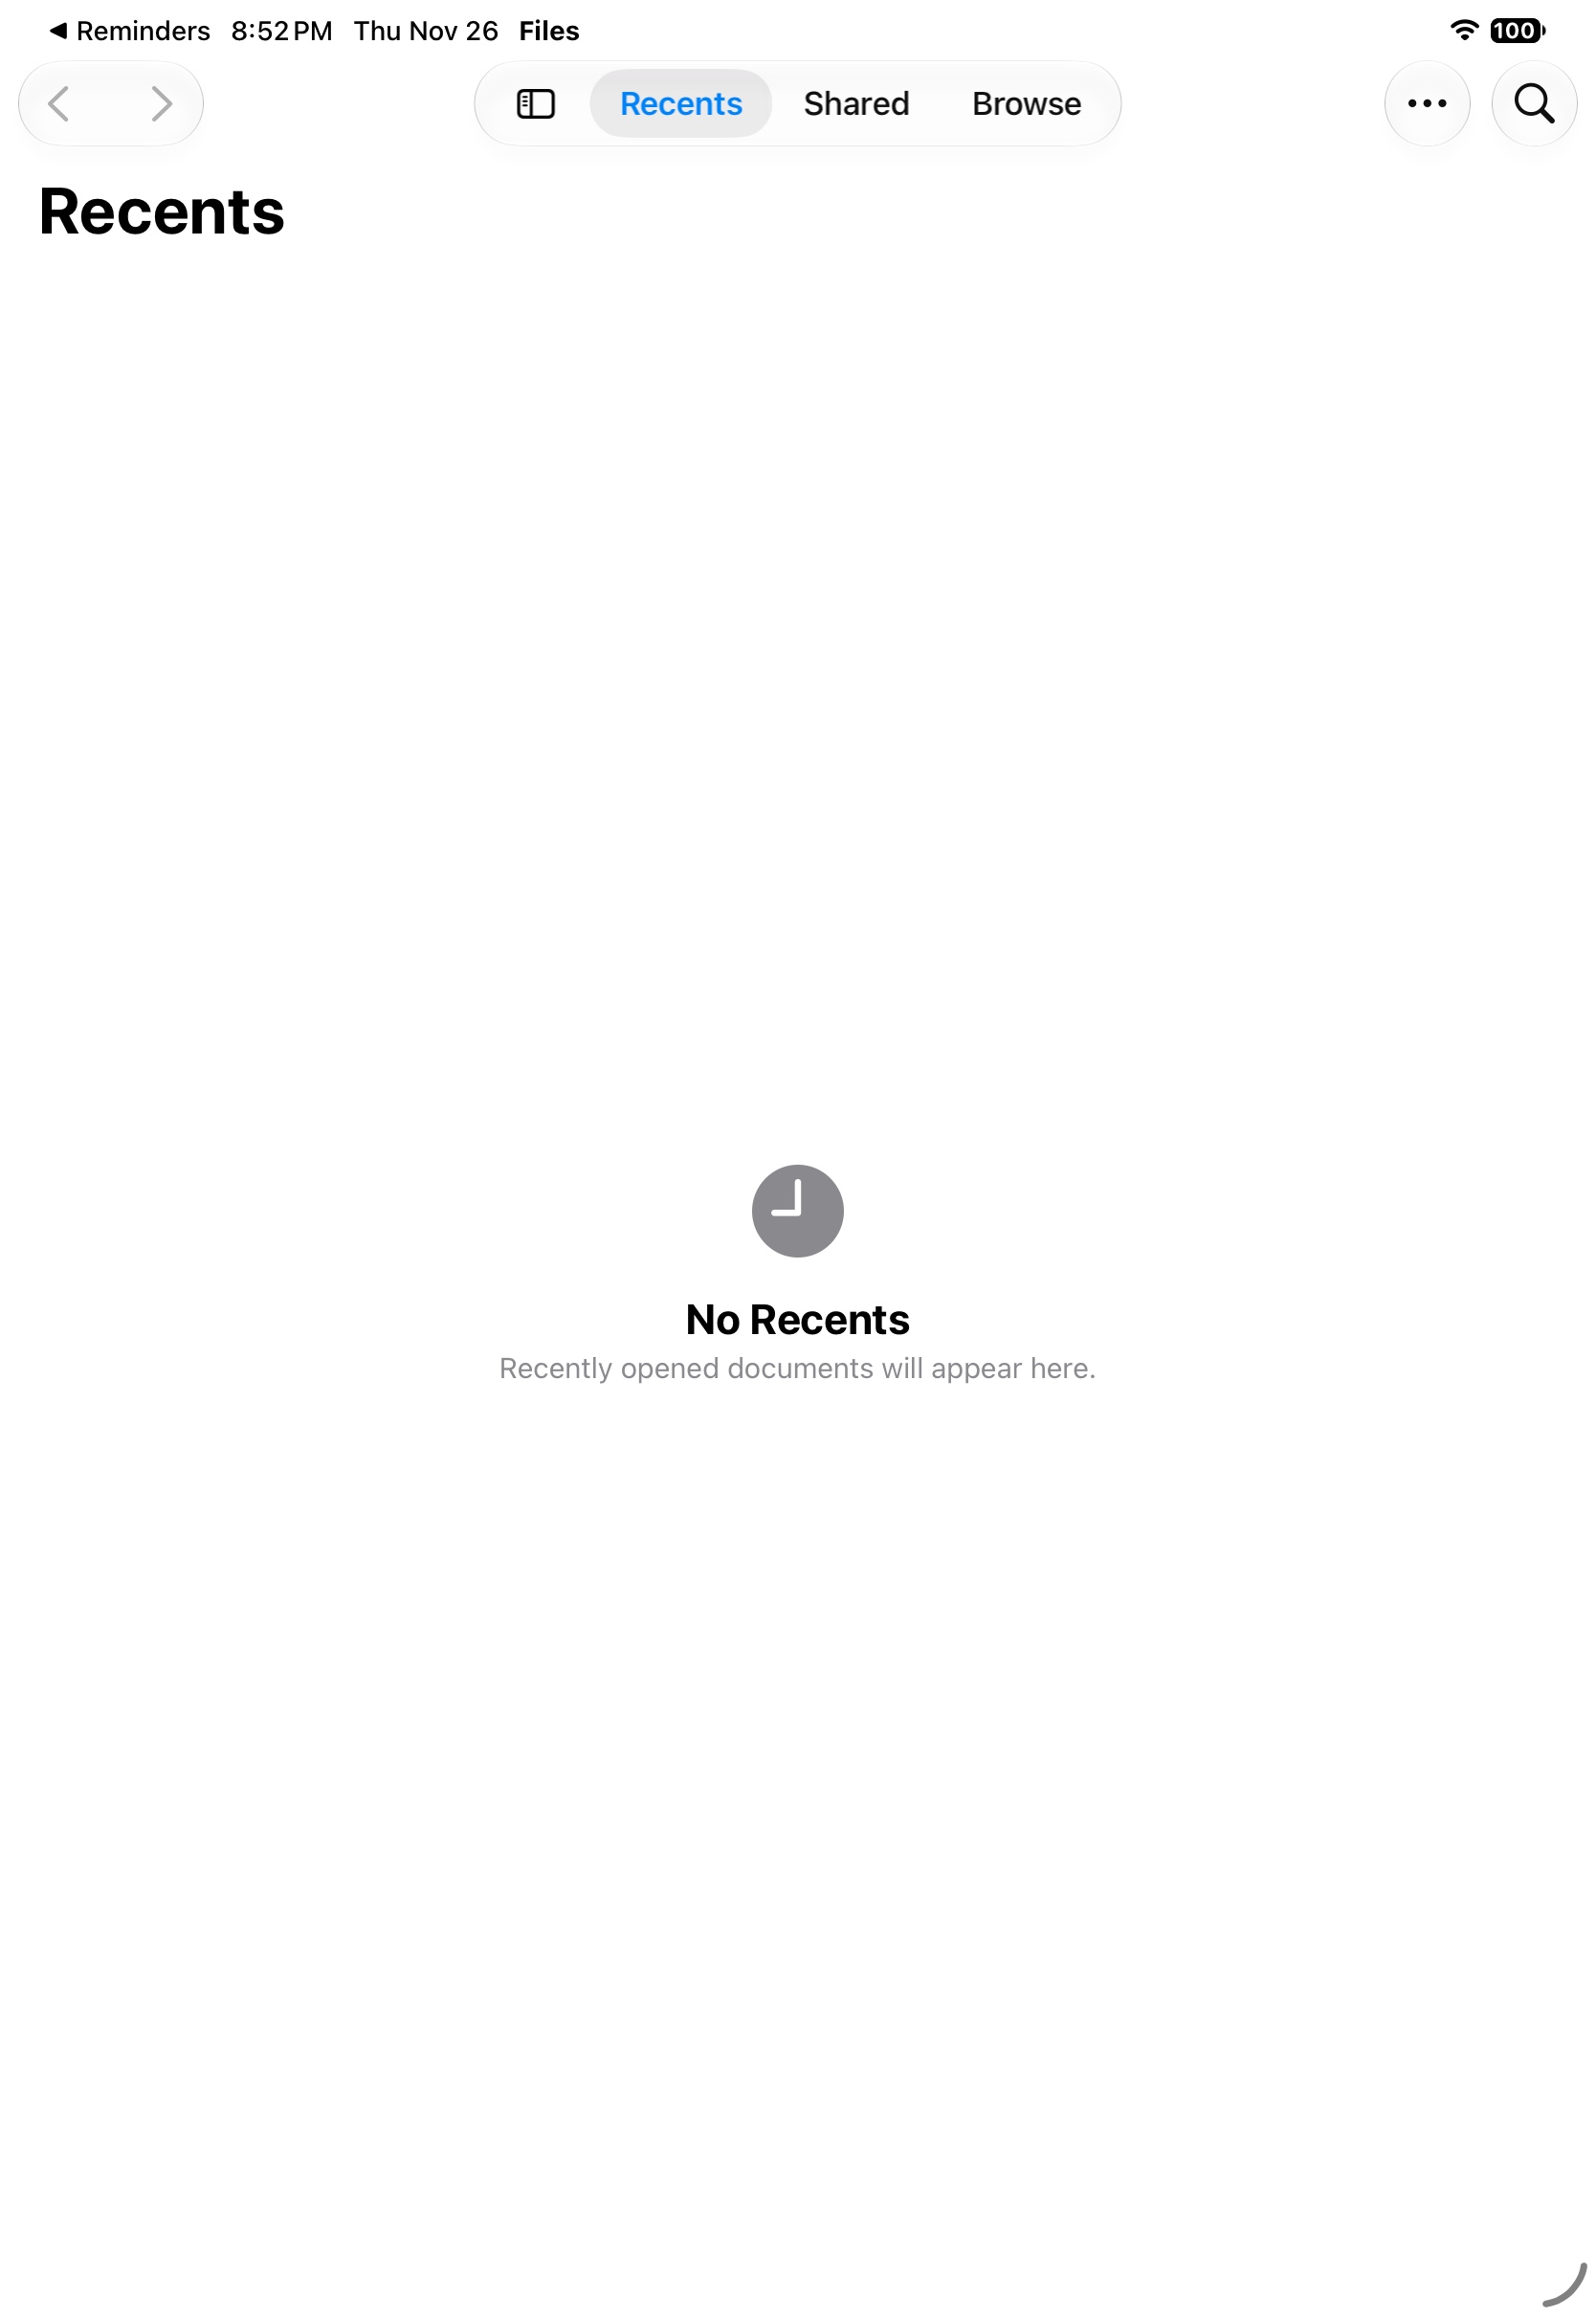 Reminders 8:52 PM Thu Nov 26 Files 100
Recents Shared Browse
Recents
No Recents
Recently opened documents will appear here.